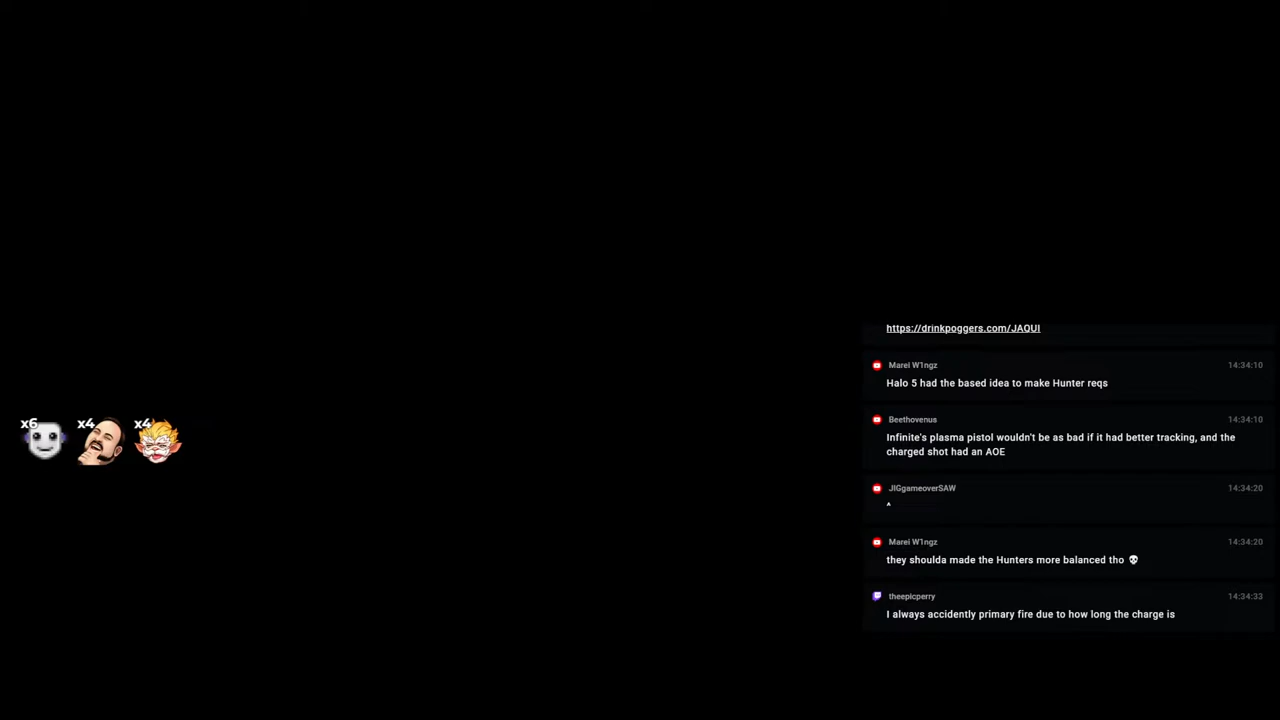 https://drinkpoggers.com/JAQUI
Marei W1ngz 14:34:10
Halo 5 had the based idea to make Hunter reqs
x6 x4 x4
Beethovenus 14:34:10
Infinite's plasma pistol wouldn't be as bad if it had better tracking, and the
charged shot had an AOE
JIGgameoverSAW 14:34:20
^
Marei W1ngz 14:34:20
they shoulda made the Hunters more balanced tho 💀
theepicperry 14:34:33
I always accidently primary fire due to how long the charge is